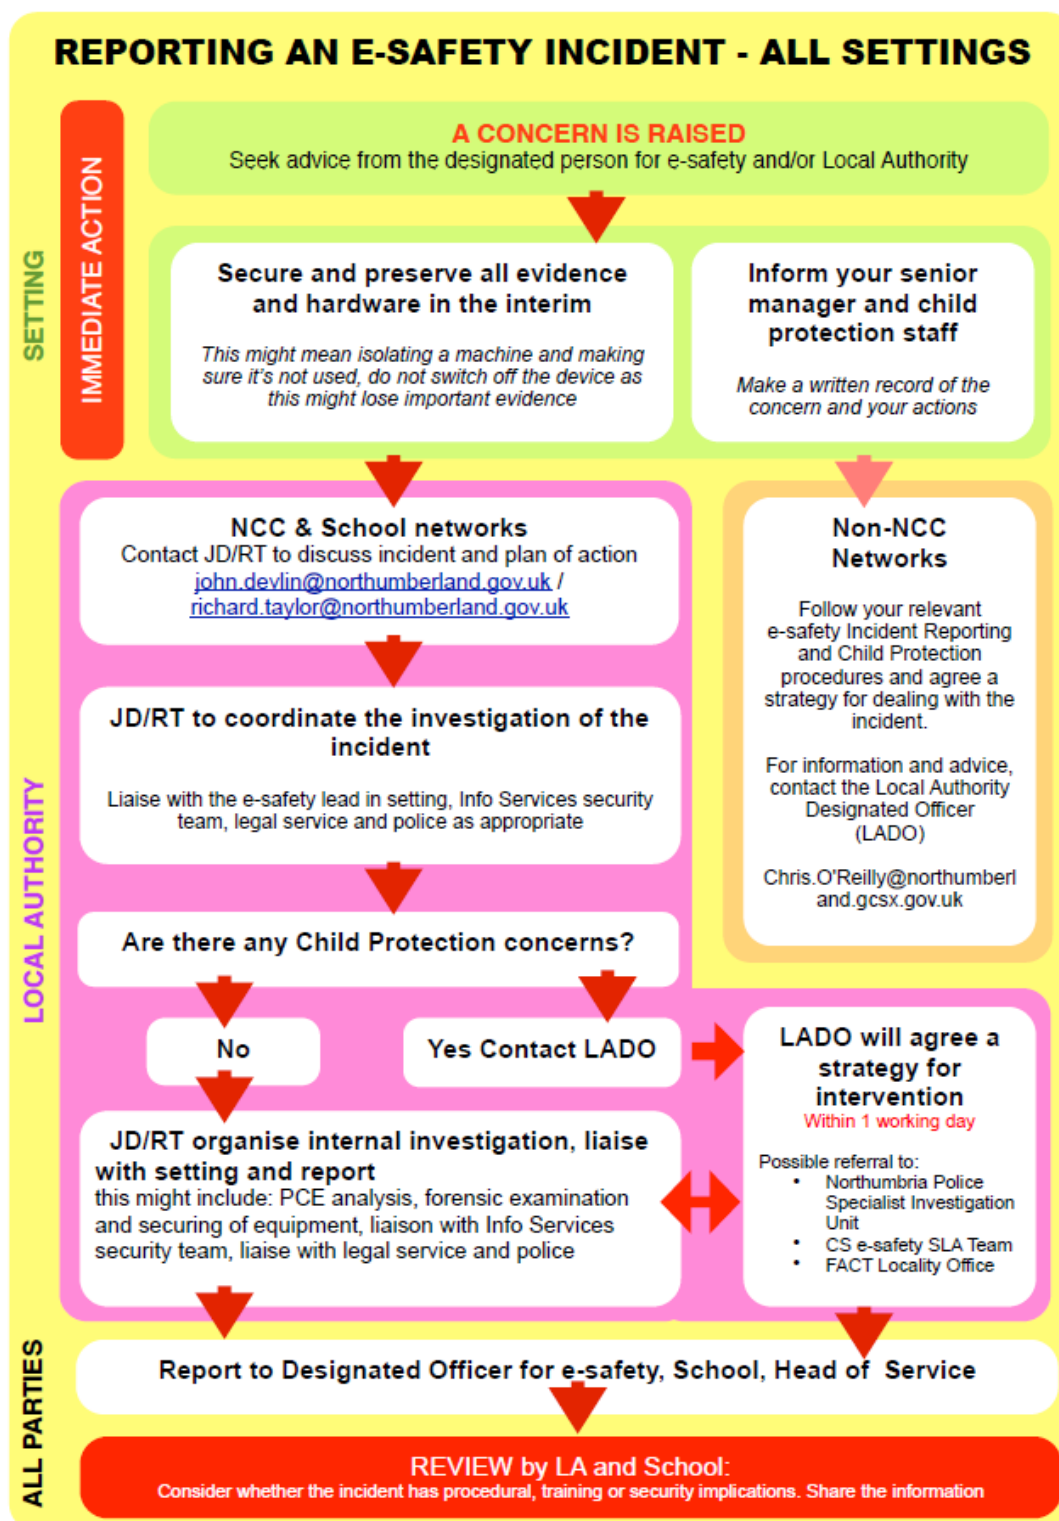 REPORTING AN E-SAFETY INCIDENT - ALL SETTINGS
SETTING
IMMEDIATE ACTION
A CONCERN IS RAISED
Seek advice from the designated person for e-safety and/or Local Authority
Secure and preserve all evidence
and hardware in the interim
This might mean isolating a machine and making
sure it's not used, do not switch off the device as
this might lose important evidence
Inform your senior
manager and child
protection staff
Make a written record of the
concern and your actions
LOCAL AUTHORITY
NCC & School networks
Contact JD/RT to discuss incident and plan of action
john.devlin@northumberland.gov.uk /
richard.taylor@northumberland.gov.uk
Non-NCC
Networks
Follow your relevant
e-safety Incident Reporting
and Child Protection
procedures and agree a
strategy for dealing with the
incident.
For information and advice,
contact the Local Authority
Designated Officer
(LADO)
Chris.O'Reilly@northumberl
and.gcsx.gov.uk
JD/RT to coordinate the investigation of the
incident
Liaise with the e-safety lead in setting, Info Services security
team, legal service and police as appropriate
Are there any Child Protection concerns?
No
Yes Contact LADO
LADO will agree a
strategy for
intervention
Within 1 working day
Possible referral to:
• Northumbria Police
Specialist Investigation
Unit
• CS e-safety SLA Team
• FACT Locality Office
JD/RT organise internal investigation, liaise
with setting and report
this might include: PCE analysis, forensic examination
and securing of equipment, liaison with Info Services
security team, liaise with legal service and police
ALL PARTIES
Report to Designated Officer for e-safety, School, Head of Service
REVIEW by LA and School:
Consider whether the incident has procedural, training or security implications. Share the information